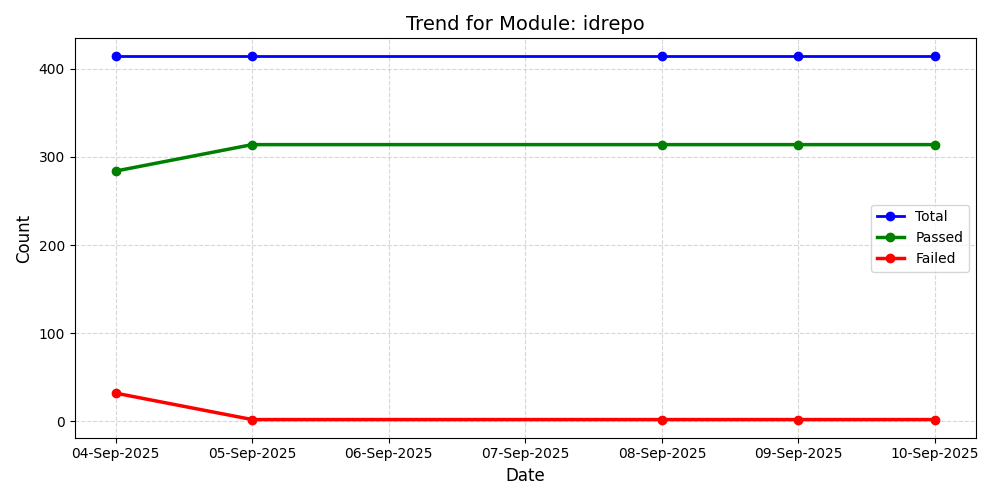 Trend for Module: idrepo
Count
400
300
200
100
0
Total
Passed
Failed
04-Sep-2025 05-Sep-2025 06-Sep-2025 07-Sep-2025 08-Sep-2025 09-Sep-2025 10-Sep-2025
Date